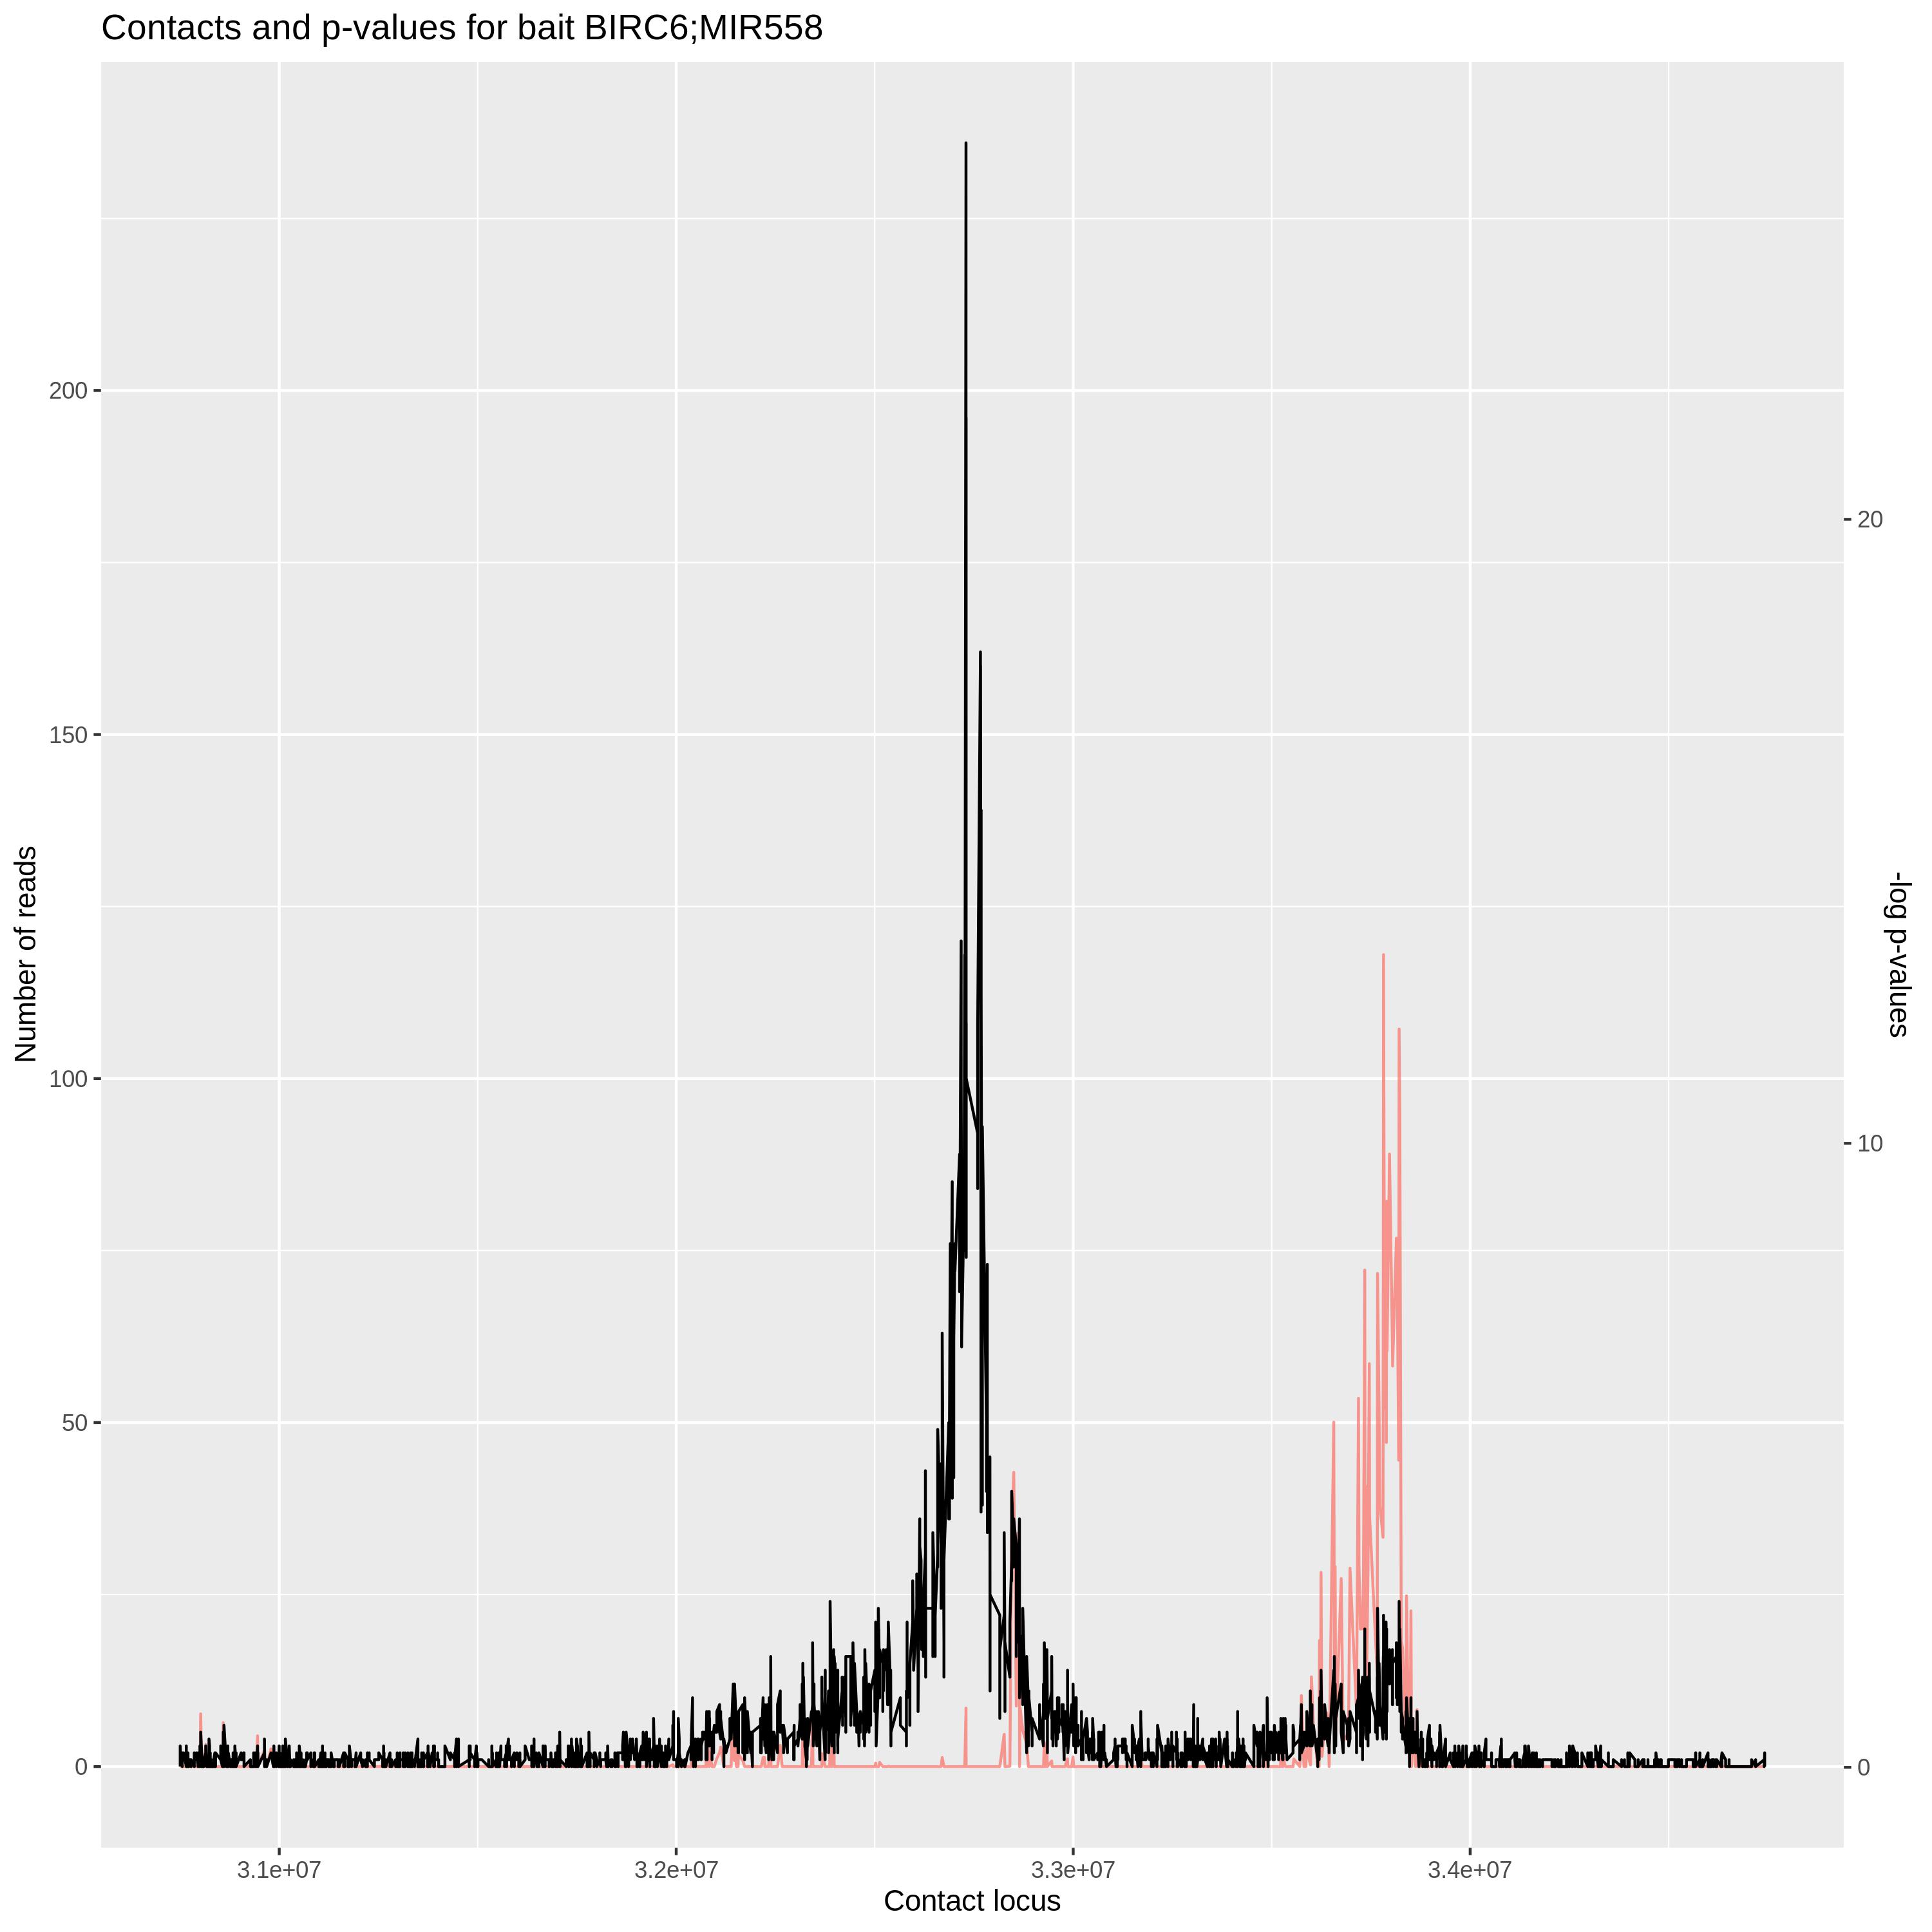 Contacts and p-values for bait BIRC6;MIR558
Number of reads
200
150
100
50
0
20
10
0
-log p-values
3.1e+07
3.2e+07
3.3e+07
3.4e+07
Contact locus